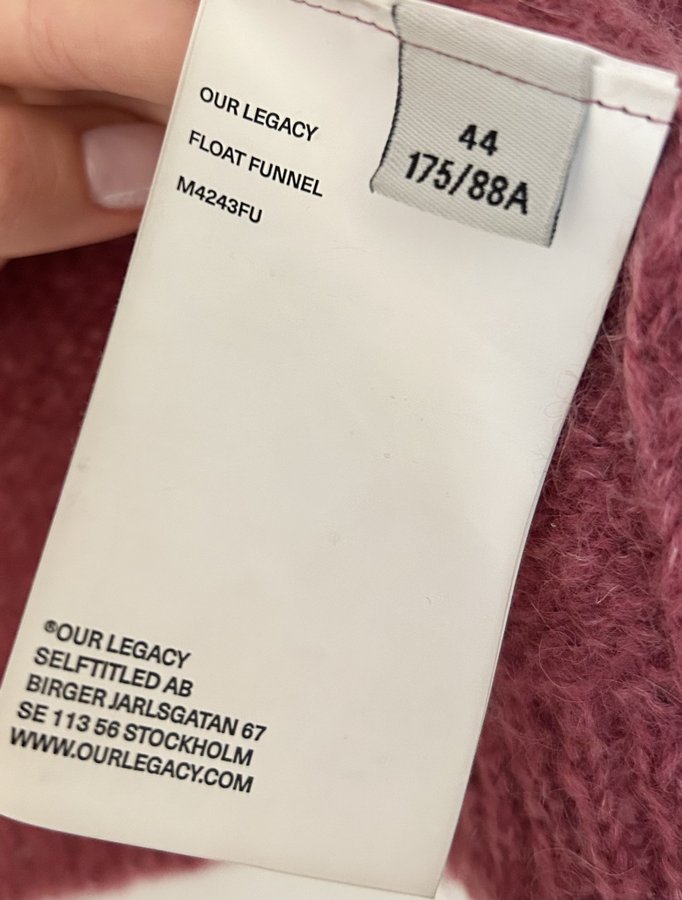 OUR LEGACY
FLOAT FUNNEL
M4243FU
44
175/88A
®OUR LEGACY
SELFTITLED AB
BIRGER JARLSGATAN 67
SE 113 56 STOCKHOLM
WWW.OURLEGACY.COM